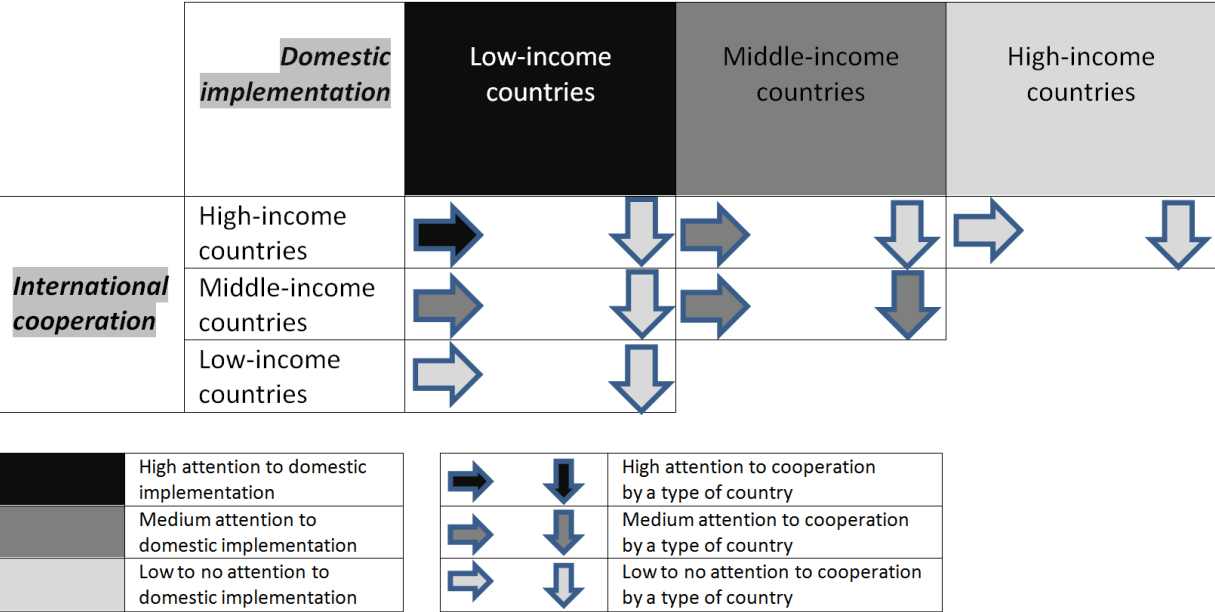 Domestic
implementation
Low-income
countries
Middle-income
countries
High-income
countries
International
cooperation
High-income
countries
Middle-income
countries
Low-income
countries
High attention to domestic
implementation
Medium attention to
domestic implementation
Low to no attention to
domestic implementation
High attention to cooperation
by a type of country
Medium attention to cooperation
by a type of country
Low to no attention to cooperation
by a type of country